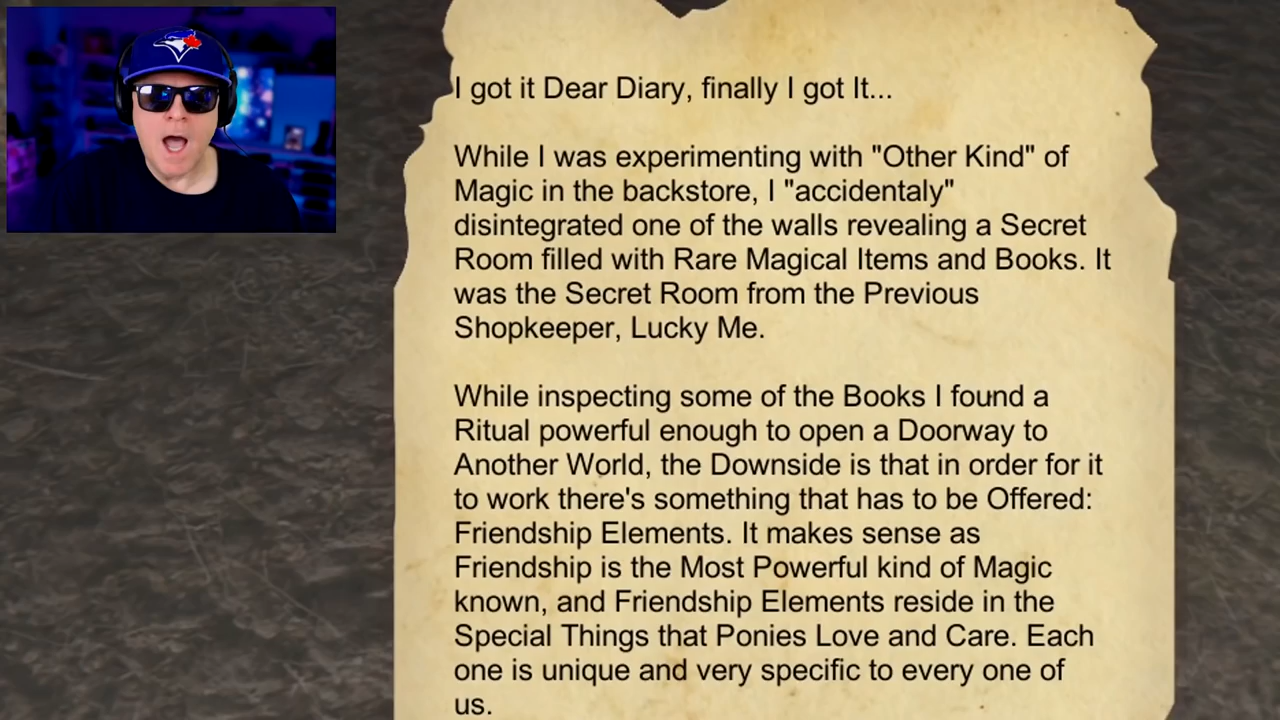 I got it Dear Diary, finally I got It...
While I was experimenting with "Other Kind" of
Magic in the backstore, I "accidentaly"
disintegrated one of the walls revealing a Secret
Room filled with Rare Magical Items and Books. It
was the Secret Room from the Previous
Shopkeeper, Lucky Me.
While inspecting some of the Books I found a
Ritual powerful enough to open a Doorway to
Another World, the Downside is that in order for it
to work there's something that has to be Offered:
Friendship Elements. It makes sense as
Friendship is the Most Powerful kind of Magic
known, and Friendship Elements reside in the
Special Things that Ponies Love and Care. Each
one is unique and very specific to every one of
us.